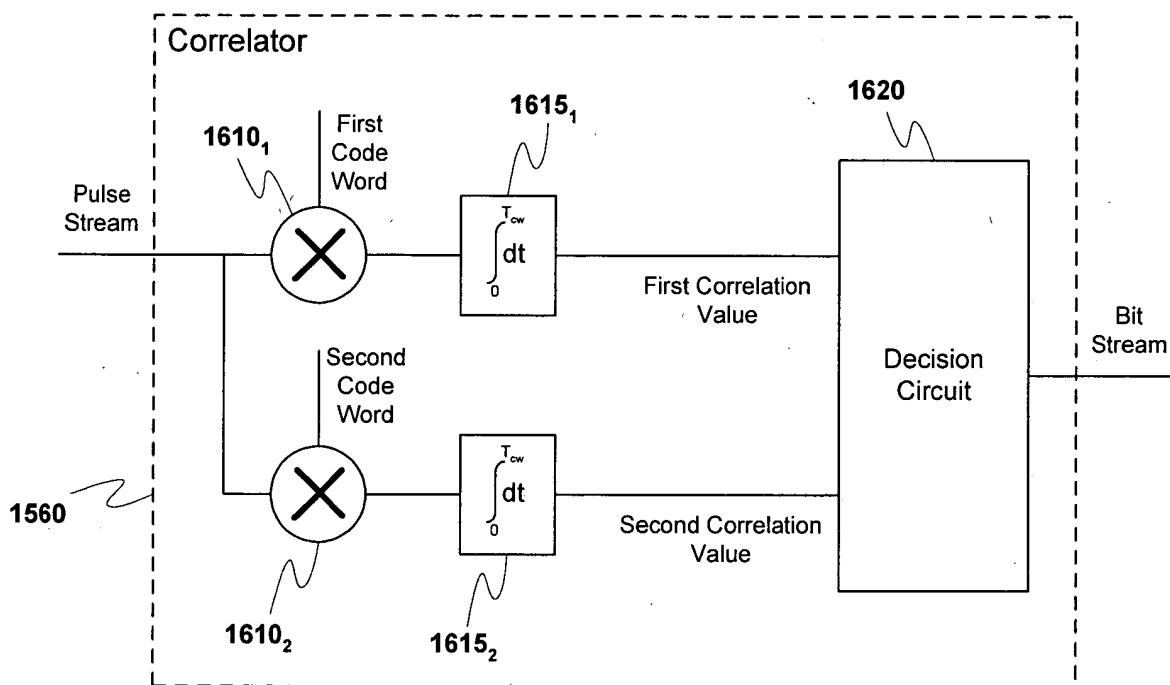 Correlator
1610₁
First
Code
Word
1615₁
1620
Pulse
Stream
T_cw
∫ dt
0
First Correlation
Value
Decision
Circuit
Bit
Stream
Second
Code
Word
T_cw
∫ dt
0
Second Correlation
Value
1560
1610₂
1615₂